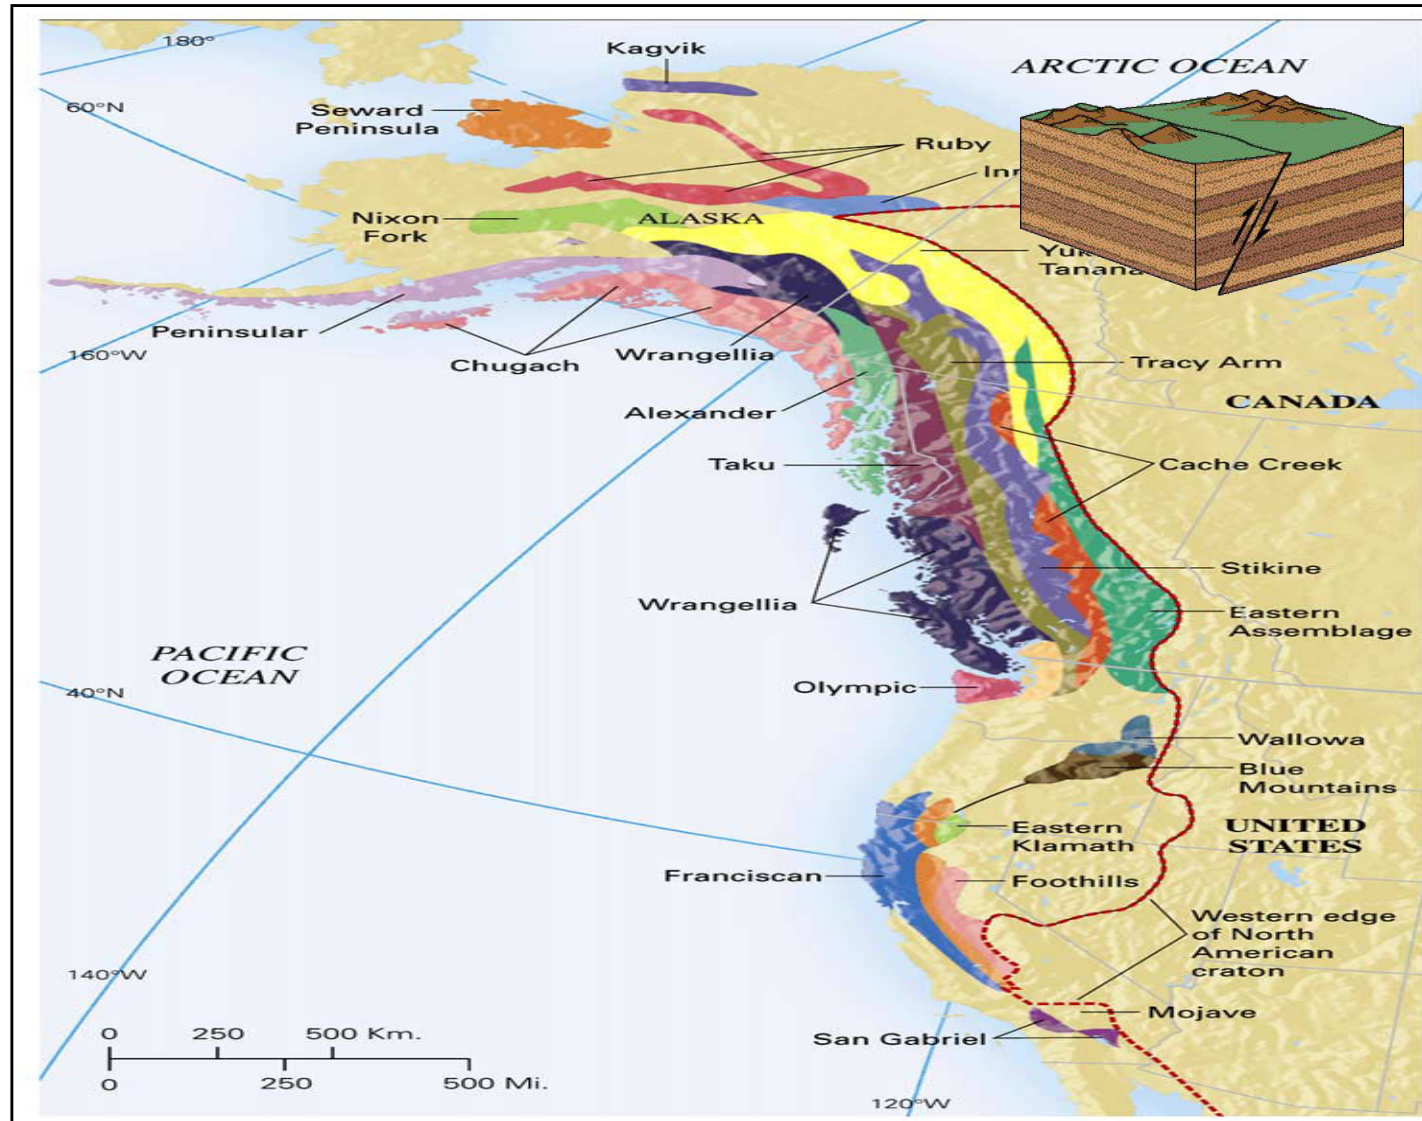 180°
Kagvik
ARCTIC OCEAN
60°N
Seward
Peninsula
Ruby
Nixon
Fork
ALASKA
Tanana
Peninsular
160°W
Chugach
Wrangellia
Tracy Arm
Alexander
CANADA
Taku
Cache Creek
Stikine
Wrangellia
Eastern
Assemblage
PACIFIC
OCEAN
40°N
Olympic
Wallowa
Blue
Mountains
Eastern
Klamath
UNITED
STATES
Franciscan
Foothills
Western edge
of North
American
craton
140°W
Mojave
San Gabriel
0 250 500 Km.
0 250 500 Mi.
120°W